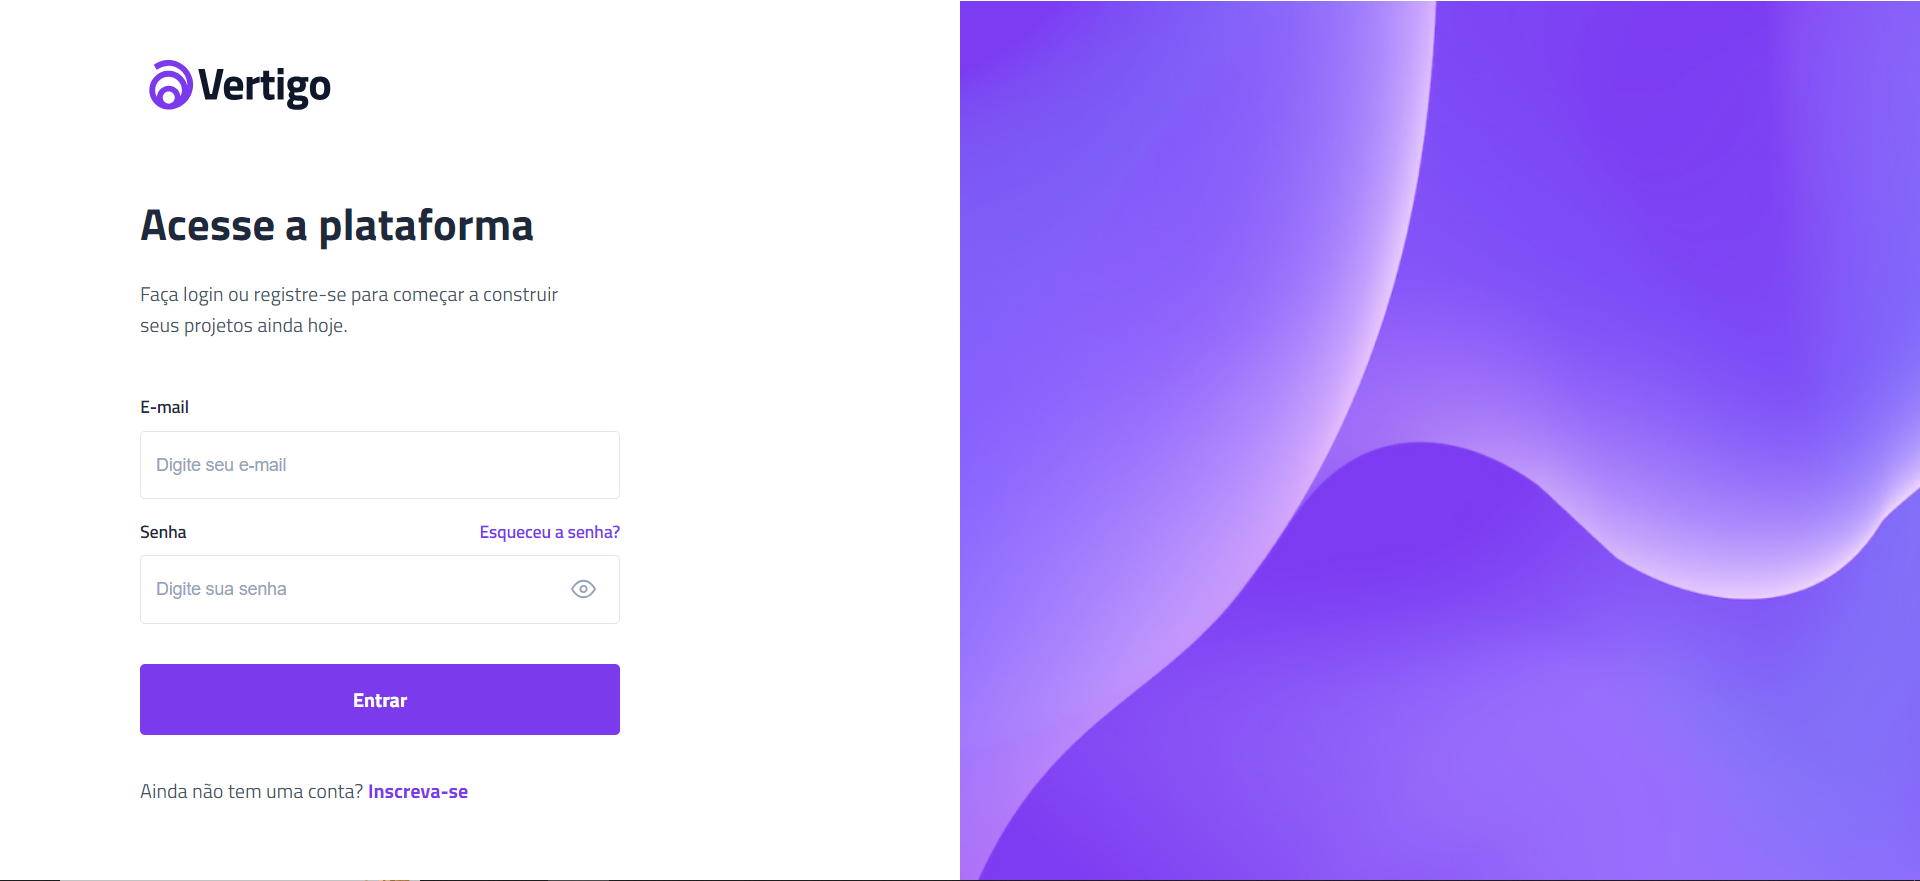 Vertigo
Acesse a plataforma
Faça login ou registre-se para começar a construir
seus projetos ainda hoje.
E-mail
Digite seu e-mail
Senha
Esqueceu a senha?
Digite sua senha
Entrar
Ainda não tem uma conta? Inscreva-se